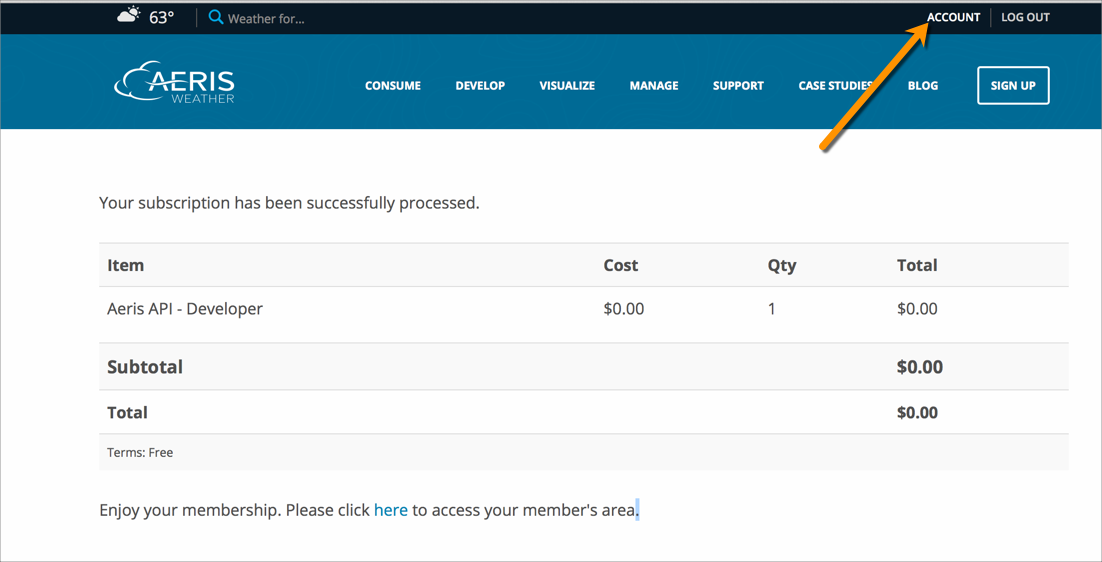 63° Weather for... ACCOUNT LOG OUT
AERIS
WEATHER
CONSUME DEVELOP VISUALIZE MANAGE SUPPORT CASE STUDIES BLOG SIGN UP
Your subscription has been successfully processed.
Item Cost Qty Total
Aeris API - Developer $0.00 1 $0.00
Subtotal $0.00
Total $0.00
Terms: Free
Enjoy your membership. Please click here to access your member's area.